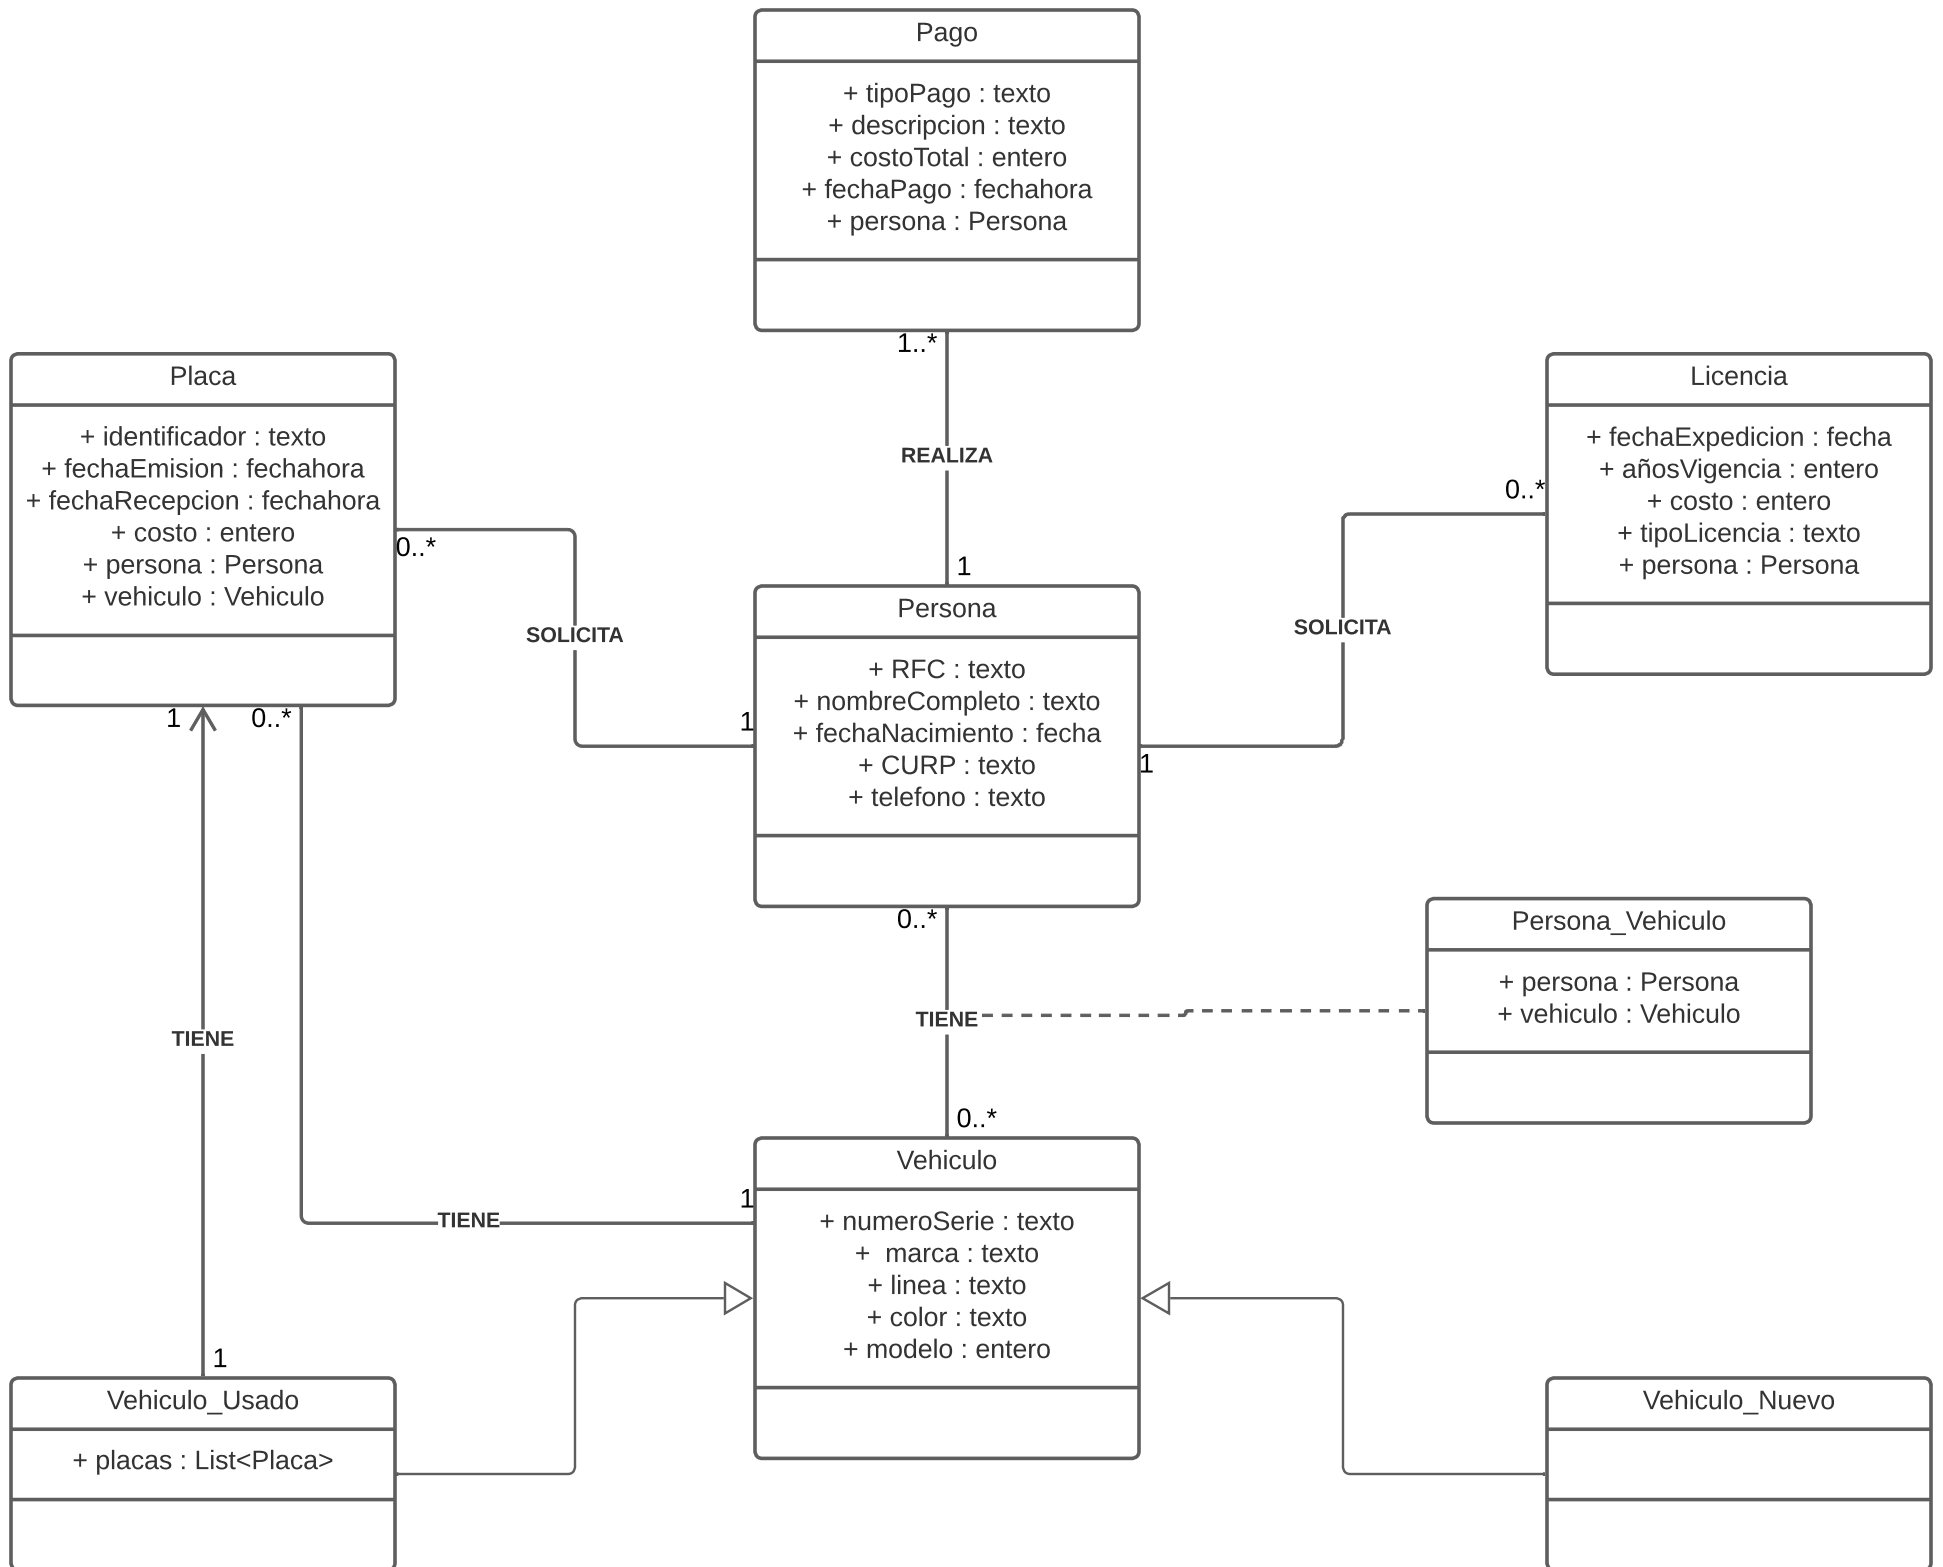 Pago
+ tipoPago : texto
+ descripcion : texto
+ costoTotal : entero
+ fechaPago : fechahora
+ persona : Persona
1..*
REALIZA
1
Placa
+ identificador : texto
+ fechaEmision : fechahora
+ fechaRecepcion : fechahora
+ costo : entero
+ persona : Persona
+ vehiculo : Vehiculo
0..*
SOLICITA
1
Licencia
+ fechaExpedicion : fecha
+ añosVigencia : entero
+ costo : entero
+ tipoLicencia : texto
+ persona : Persona
0..*
SOLICITA
1
Persona
+ RFC : texto
+ nombreCompleto : texto
+ fechaNacimiento : fecha
+ CURP : texto
+ telefono : texto
1
0..*
0..*
TIENE
0..*
Persona_Vehiculo
+ persona : Persona
+ vehiculo : Vehiculo
TIENE
1
TIENE
1
Vehiculo
+ numeroSerie : texto
+  marca : texto
+ linea : texto
+ color : texto
+ modelo : entero
Vehiculo_Usado
+ placas : List<Placa>
Vehiculo_Nuevo